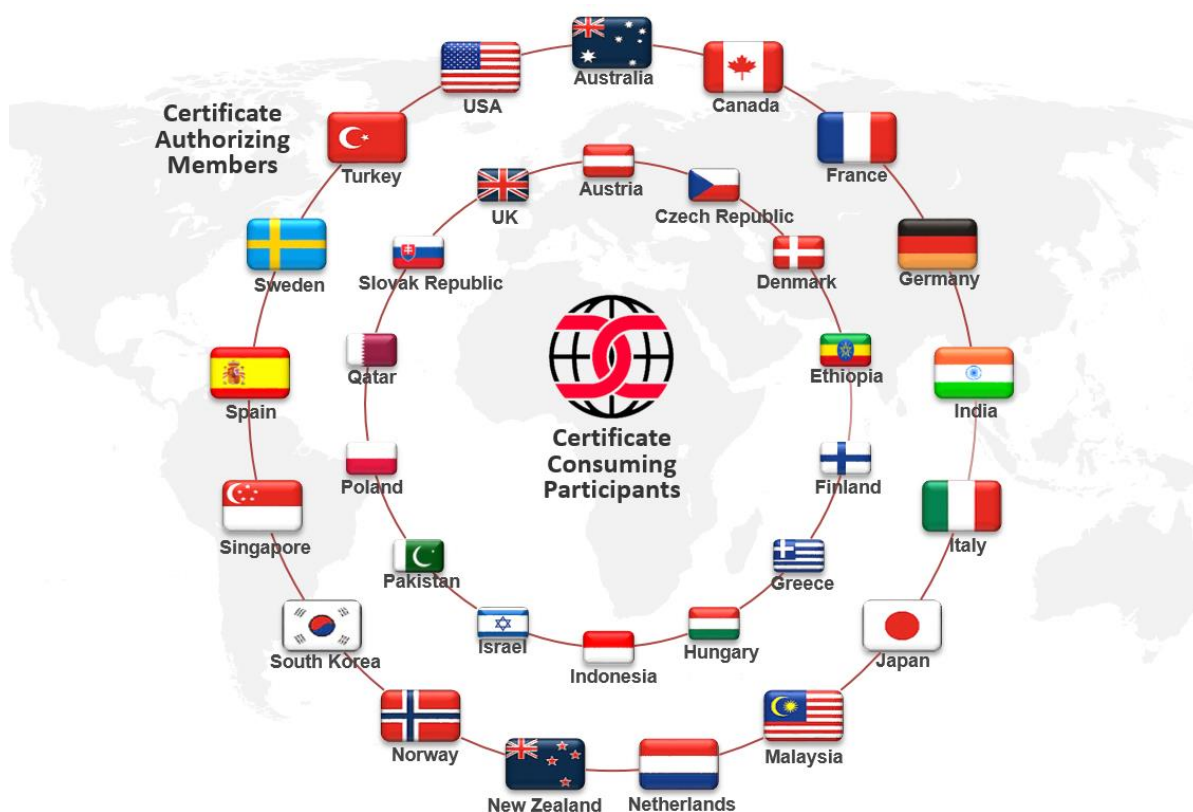 Certificate
Authorizing
Members
Australia
Canada
France
Germany
India
Italy
Japan
Malaysia
Netherlands
New Zealand
Norway
South Korea
Singapore
Spain
Sweden
Turkey
USA
Certificate
Consuming
Participants
Austria
Czech Republic
Denmark
Ethiopia
Finland
Greece
Hungary
Indonesia
Israel
Pakistan
Poland
Qatar
Slovak Republic
UK